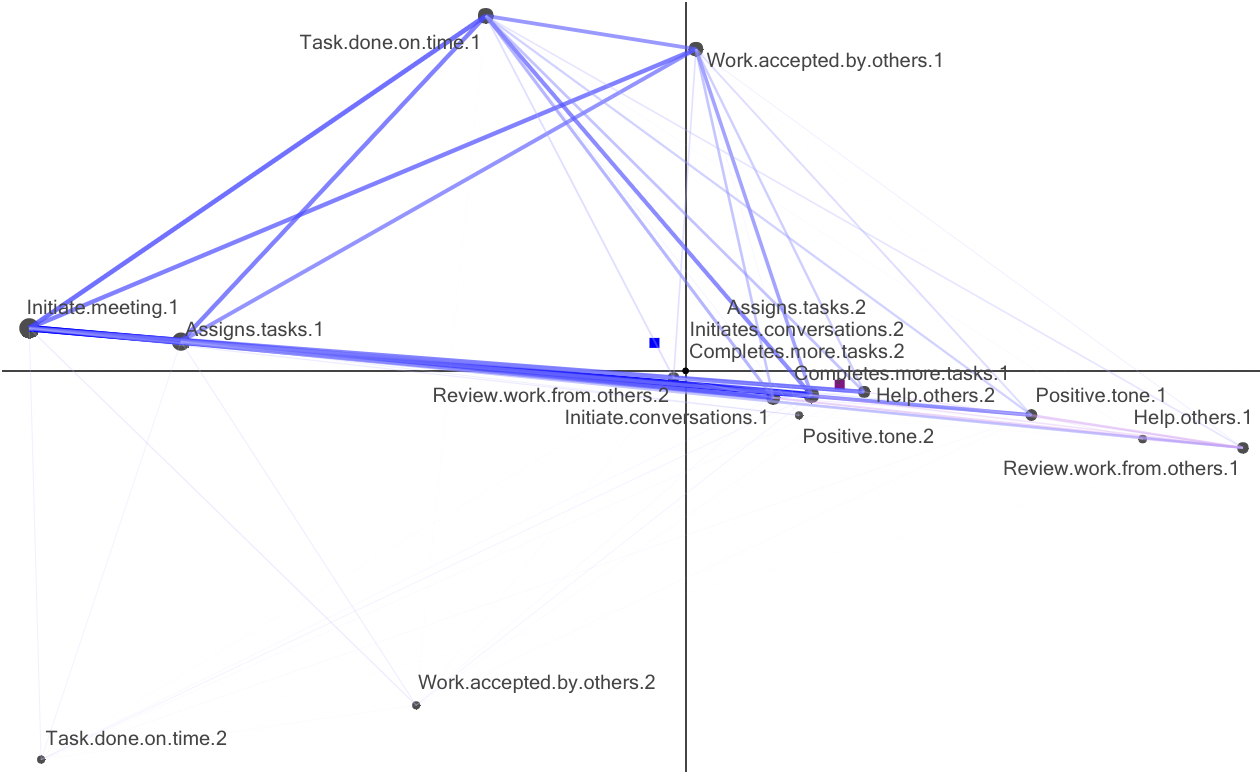 Task.done.on.time.1
Work.accepted.by.others.1
Initiate.meeting.1
Assigns.tasks.1
Assigns.tasks.2
Initiates.conversations.2
Completes.more.tasks.2
Completes.more.tasks.1
Review.work.from.others.2
Help.others.2
Positive.tone.1
Initiate.conversations.1
Help.others.1
Positive.tone.2
Review.work.from.others.1
Work.accepted.by.others.2
Task.done.on.time.2